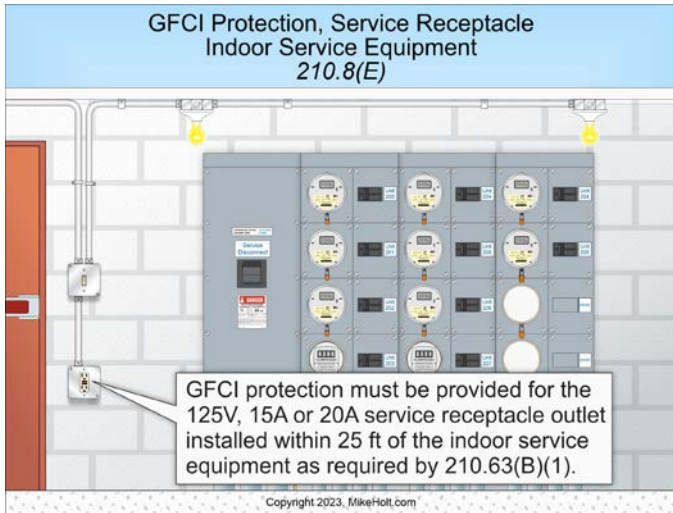 GFCI Protection, Service Receptacle
Indoor Service Equipment
210.8(E)
Service
Disconnect
DANGER
GFCI protection must be provided for the
125V, 15A or 20A service receptacle outlet
installed within 25 ft of the indoor service
equipment as required by 210.63(B)(1).
Copyright 2023, MikeHolt.com